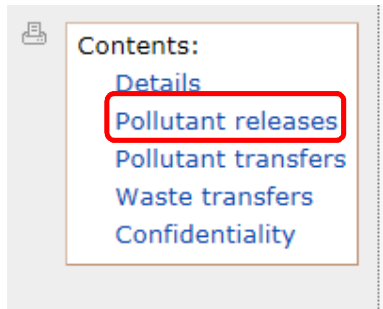 Contents:
Details
Pollutant releases
Pollutant transfers
Waste transfers
Confidentiality